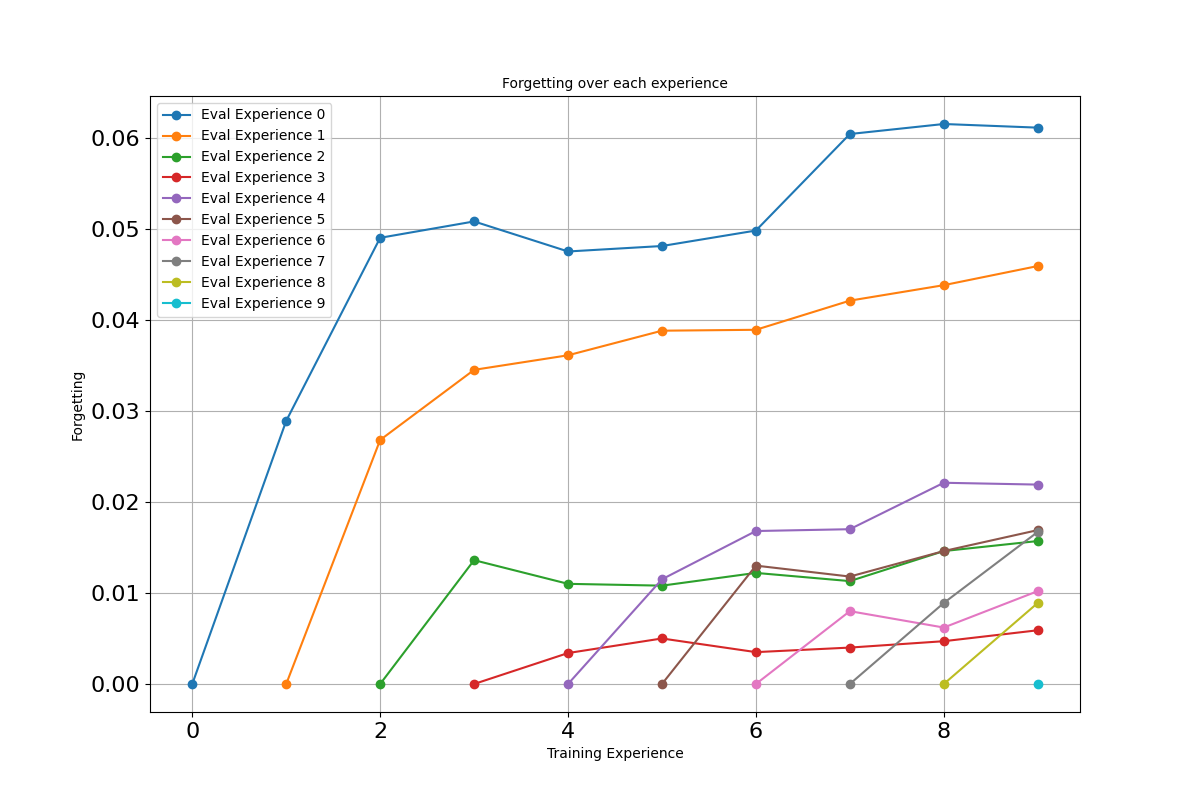 Forgetting over each experience
Eval Experience 0
Eval Experience 1
Eval Experience 2
Eval Experience 3
Eval Experience 4
Eval Experience 5
Eval Experience 6
Eval Experience 7
Eval Experience 8
Eval Experience 9
Forgetting
0.06
0.05
0.04
0.03
0.02
0.01
0.00
0 2 4 6 8
Training Experience